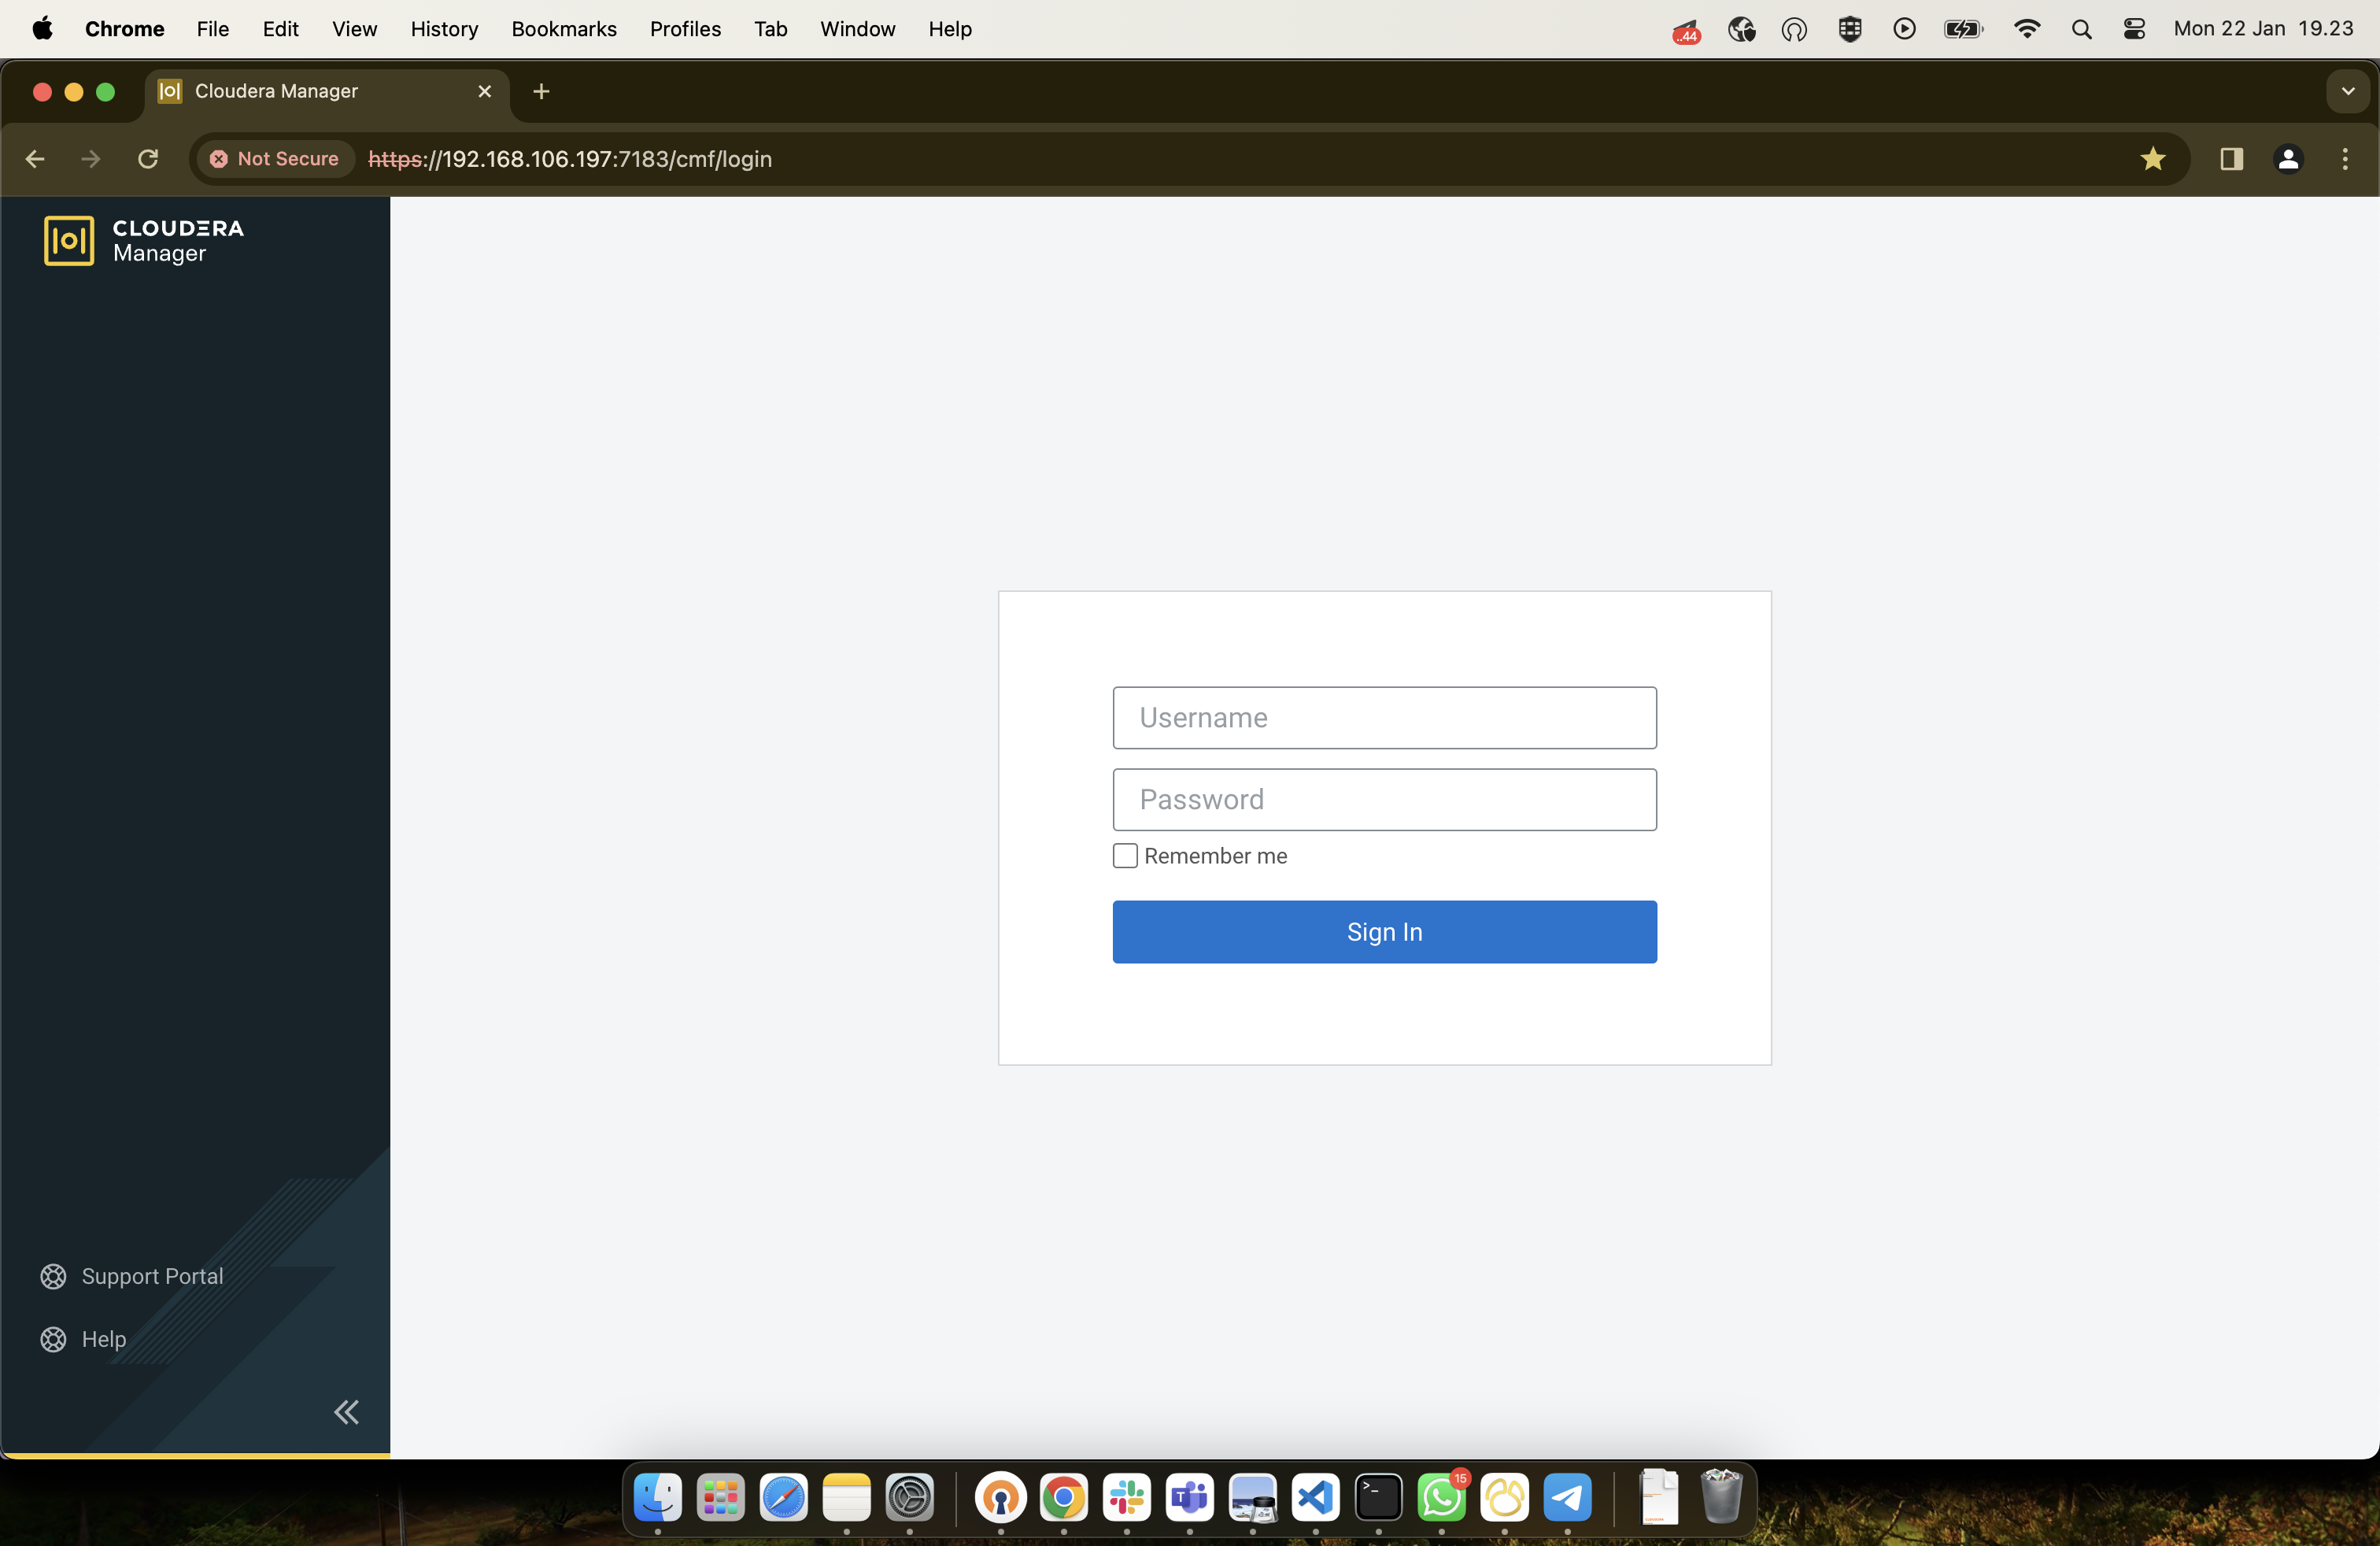 Chrome File Edit View History Bookmarks Profiles Tab Window Help ..44 Mon 22 Jan 19.23
Cloudera Manager
Not Secure https://192.168.106.197:7183/cmf/login
CLOUDERA
Manager
Username
Password
Remember me
Sign In
Support Portal
Help
15